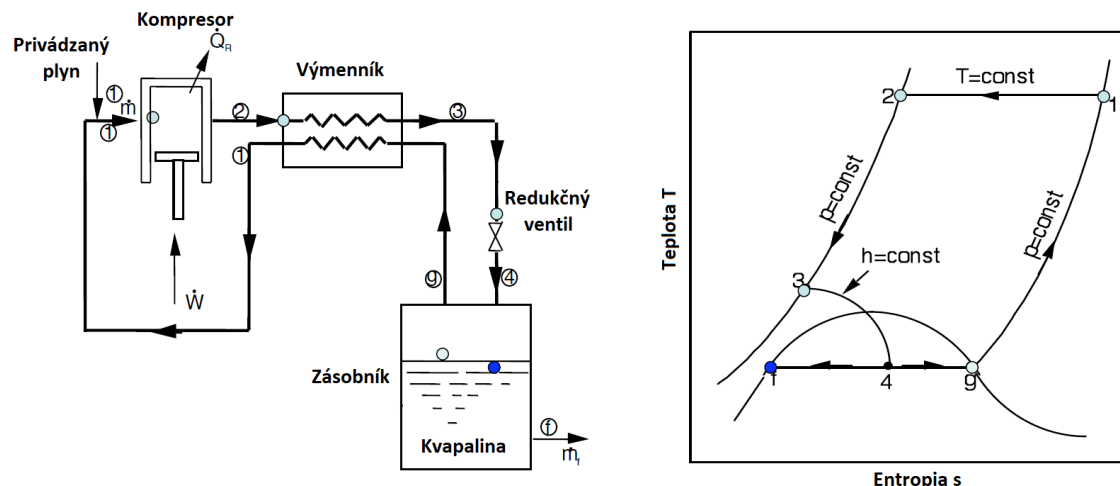 Kompresor
Q̇R
Privádzaný
plyn
Výmenník
1
ṁ
1
2
3
1
Redukčný
ventil
g
4
Ẇ
Zásobník
Kvapalina
f
ṁf
Teplota T
2
T=const
1
p=const
p=const
h=const
3
f
4
g
Entropia s